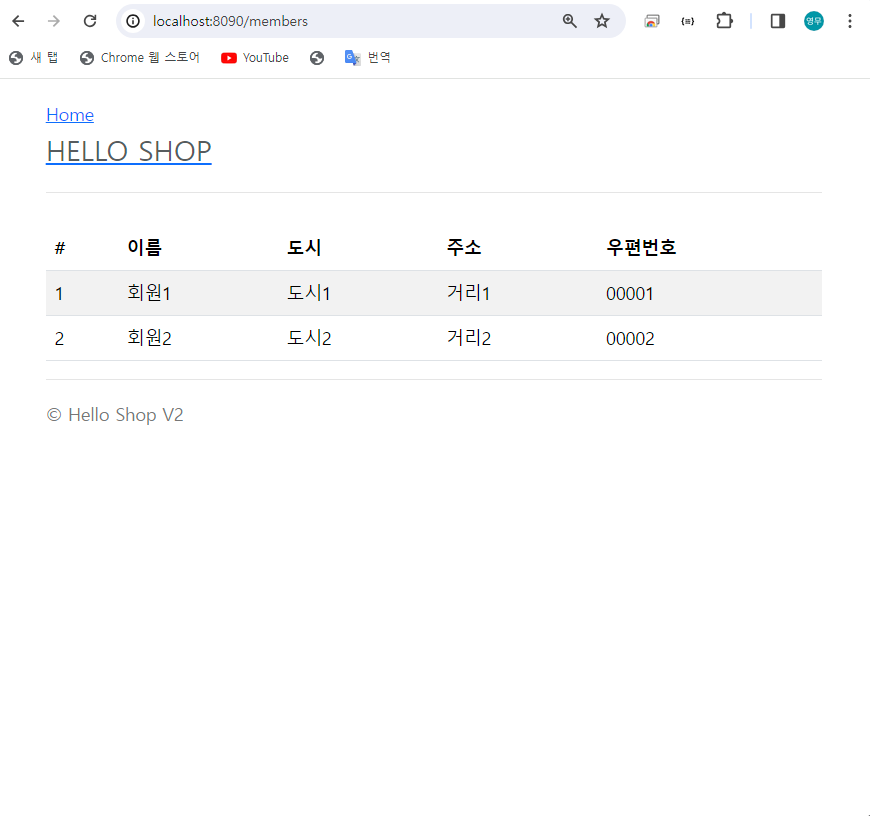 localhost:8090/members
영무
새 탭 Chrome 웹 스토어 YouTube 번역
Home
HELLO SHOP
# 이름 도시 주소 우편번호
1 회원1 도시1 거리1 00001
2 회원2 도시2 거리2 00002
© Hello Shop V2